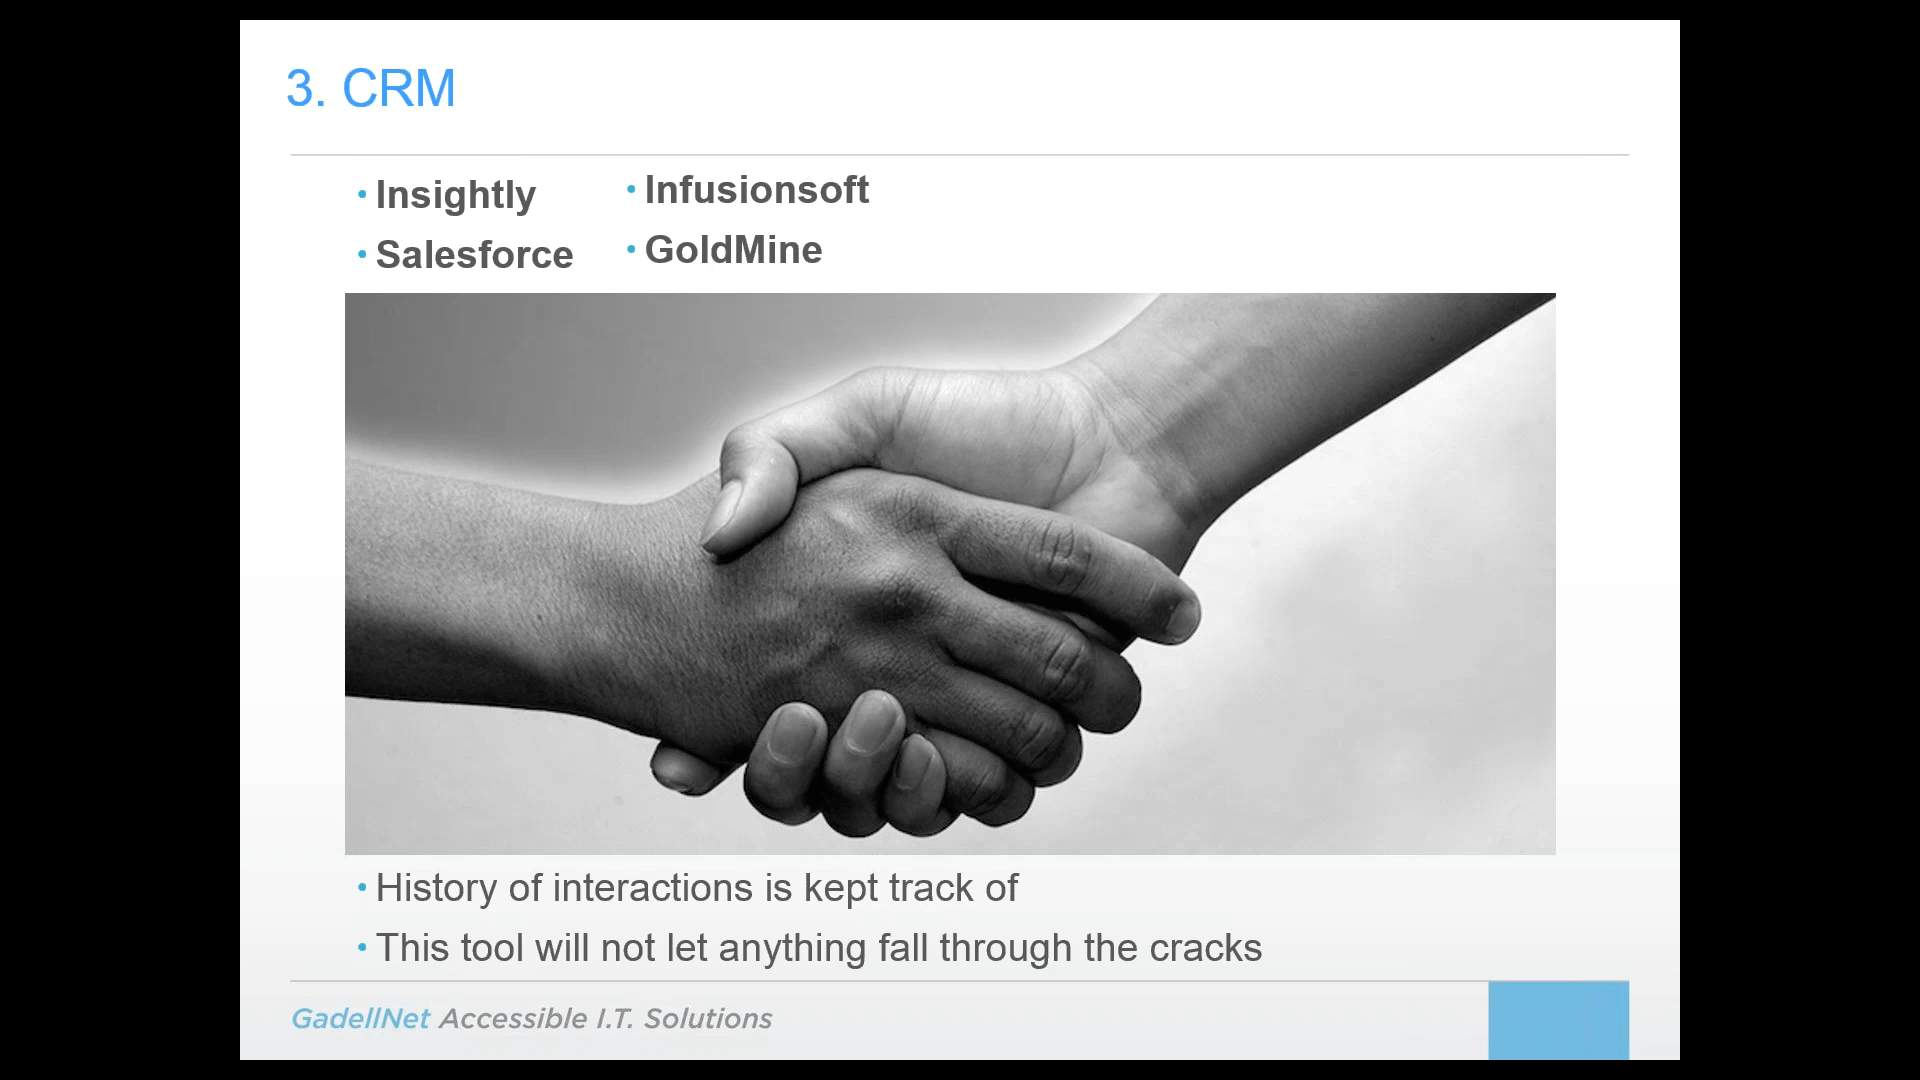 3. CRM
• Insightly
• Salesforce
• Infusionsoft
• GoldMine
• History of interactions is kept track of
• This tool will not let anything fall through the cracks
GadellNet Accessible I.T. Solutions